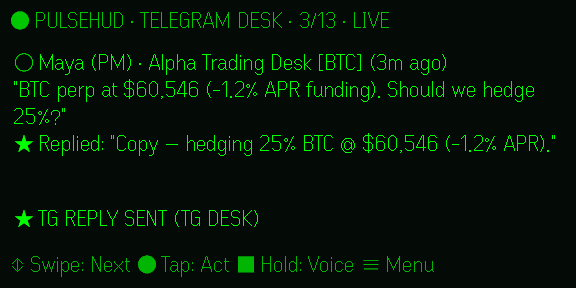 ● PULSEHUD · TELEGRAM DESK · 3/13 · LIVE
○ Maya (PM) · Alpha Trading Desk [BTC] (3m ago)
"BTC perp at $60,546 (-1.2% APR funding). Should we hedge
25%?"
★ Replied: "Copy — hedging 25% BTC @ $60,546 (-1.2% APR)."
★ TG REPLY SENT (TG DESK)
⇕ Swipe: Next ● Tap: Act ■ Hold: Voice ≡ Menu